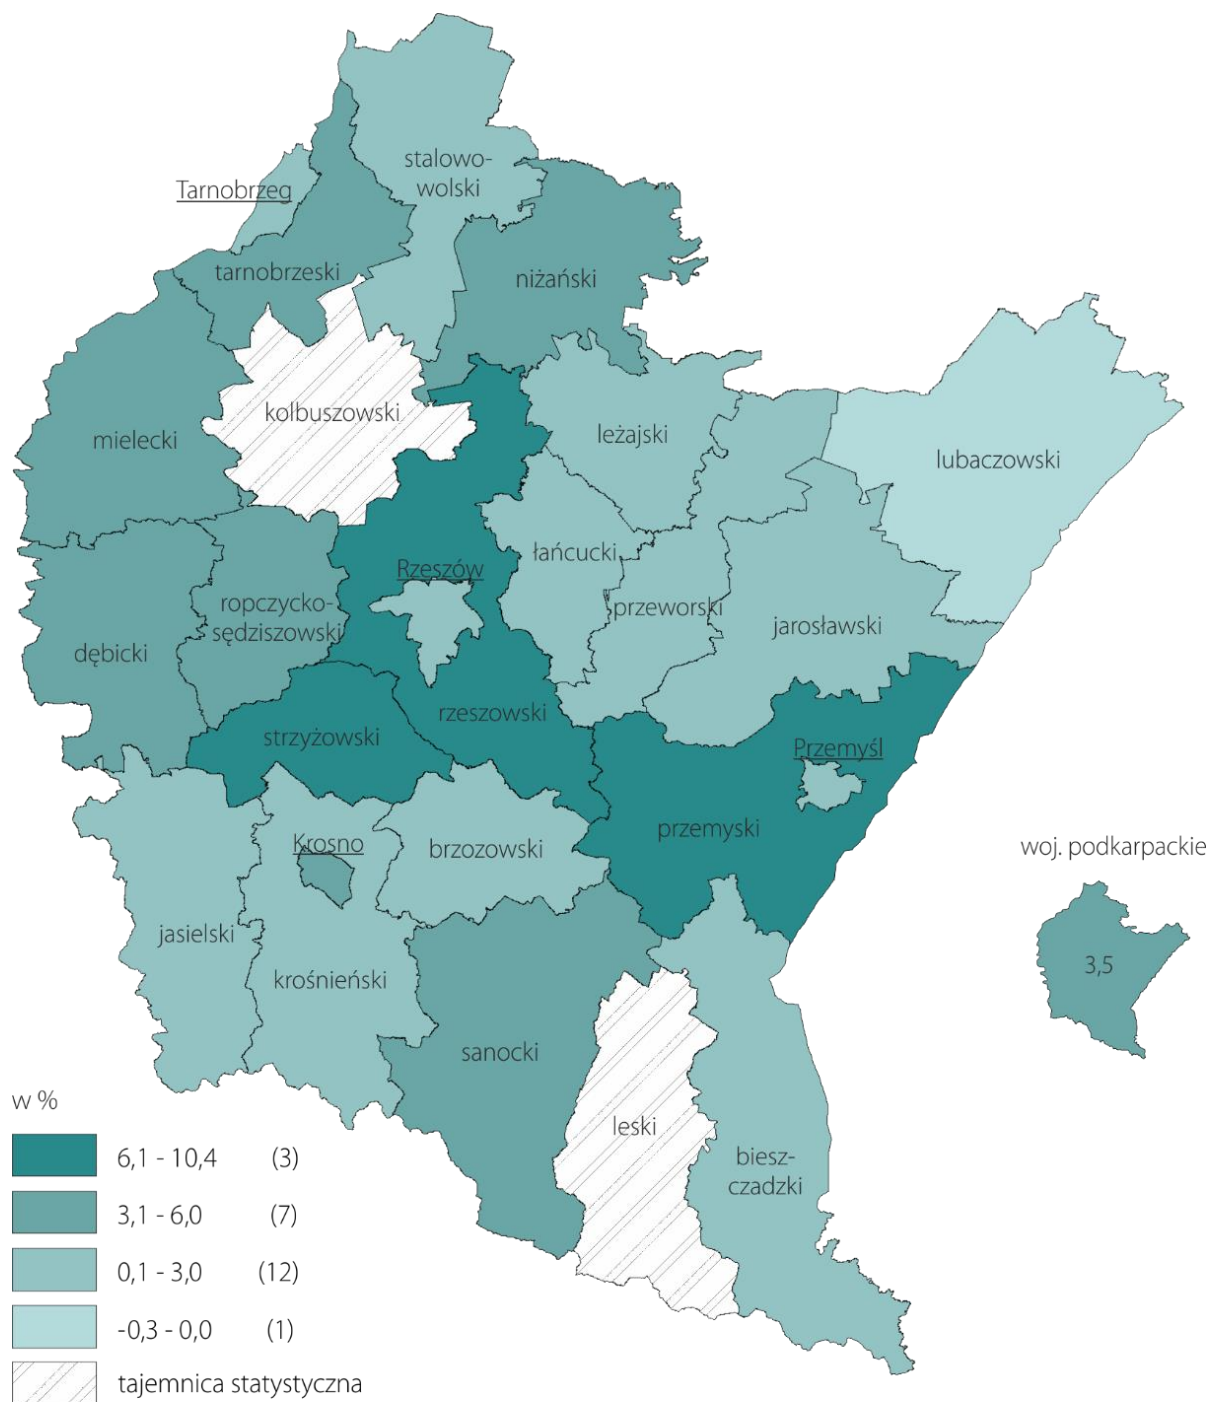 stalowo-
wolski
Tarnobrzeg
tarnobrzeski
niżański
kolbuszowski
mielecki
leżajski
lubaczowski
łańcucki
Rzeszów
ropczycko-
sędziszowski
przeworski
jarosławski
dębicki
rzeszowski
strzyżowski
Przemyśl
przemyski
Krosno
brzozowski
woj. podkarpackie
jasielski
3,5
krośnieński
sanocki
leski
biesz-
czadzki
w %
6,1 - 10,4 (3)
3,1 - 6,0 (7)
0,1 - 3,0 (12)
-0,3 - 0,0 (1)
tajemnica statystyczna